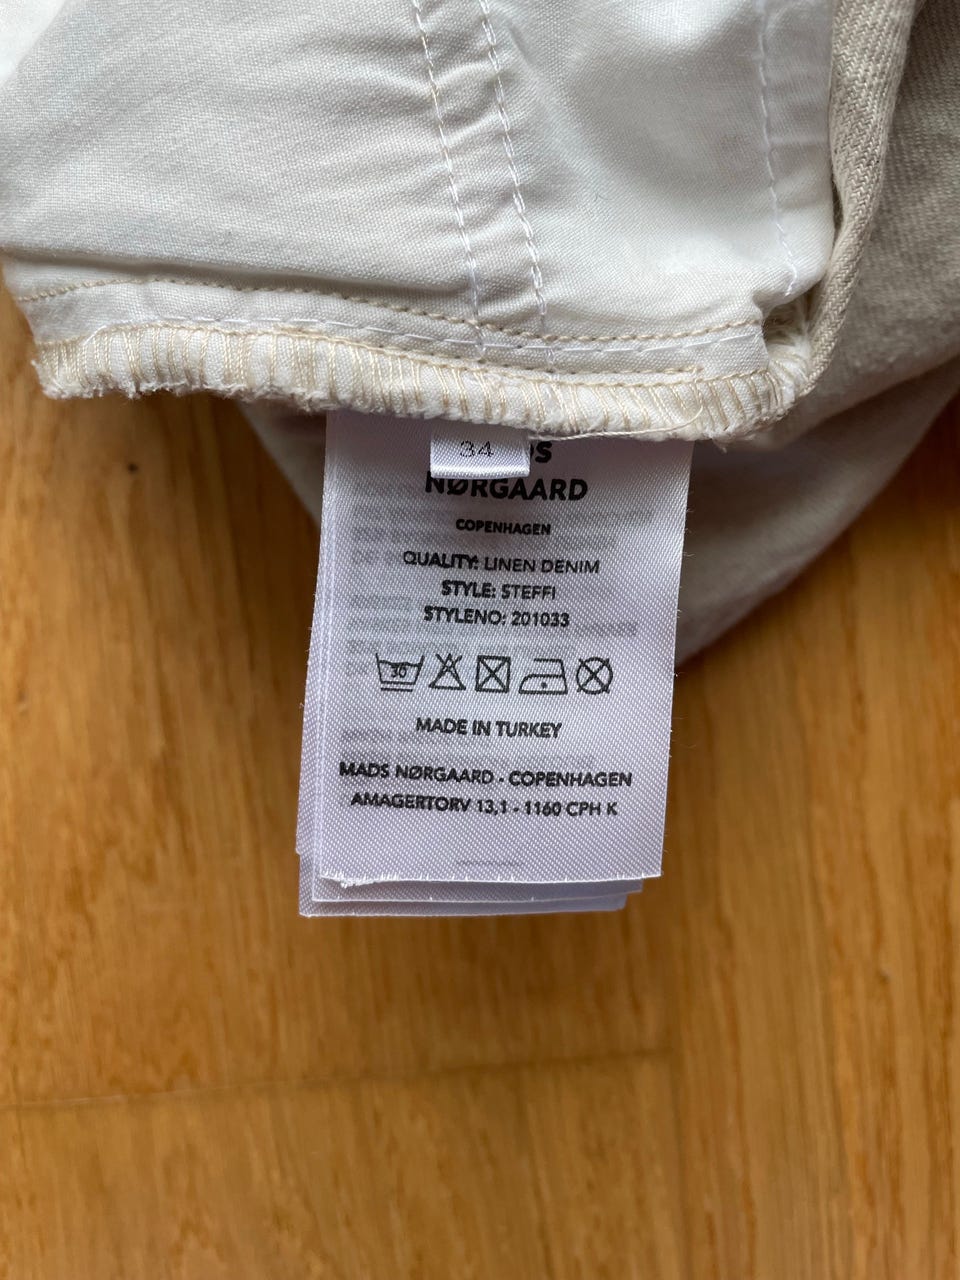 34
NØRGAARD
COPENHAGEN
QUALITY: LINEN DENIM
STYLE: STEFFI
STYLENO: 201033
30
MADE IN TURKEY
MADS NØRGAARD - COPENHAGEN
AMAGERTORV 13,1 - 1160 CPH K